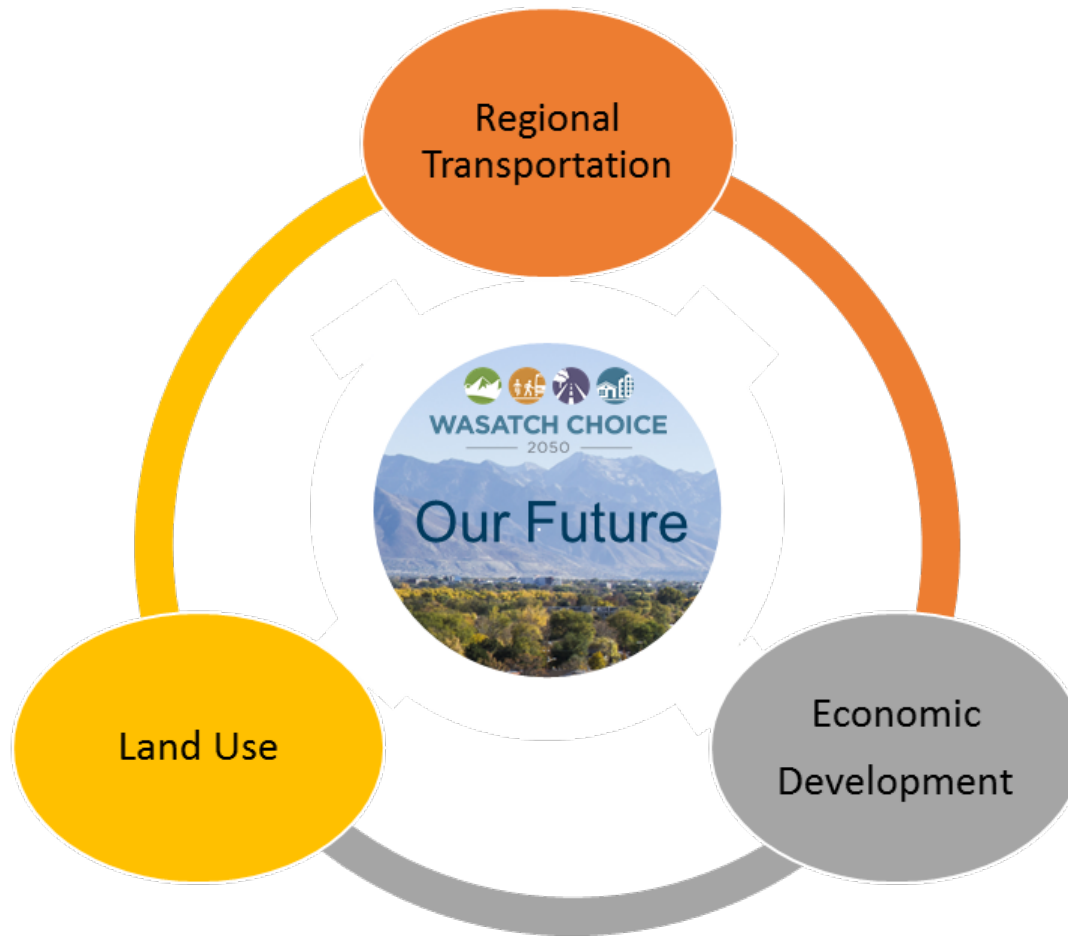 Regional
Transportation
WASATCH CHOICE
2050
Our Future
Land Use
Economic
Development